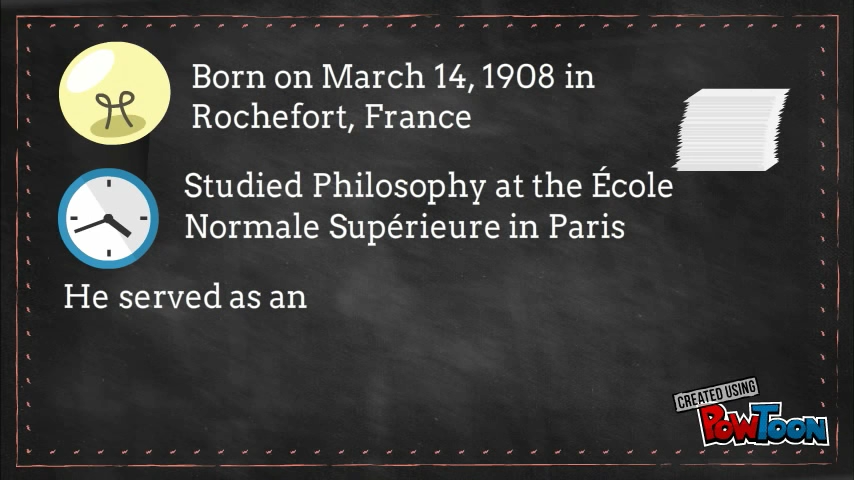 Born on March 14, 1908 in
Rochefort, France
Studied Philosophy at the École
Normale Supérieure in Paris
He served as an
CREATED USING
POWTOON